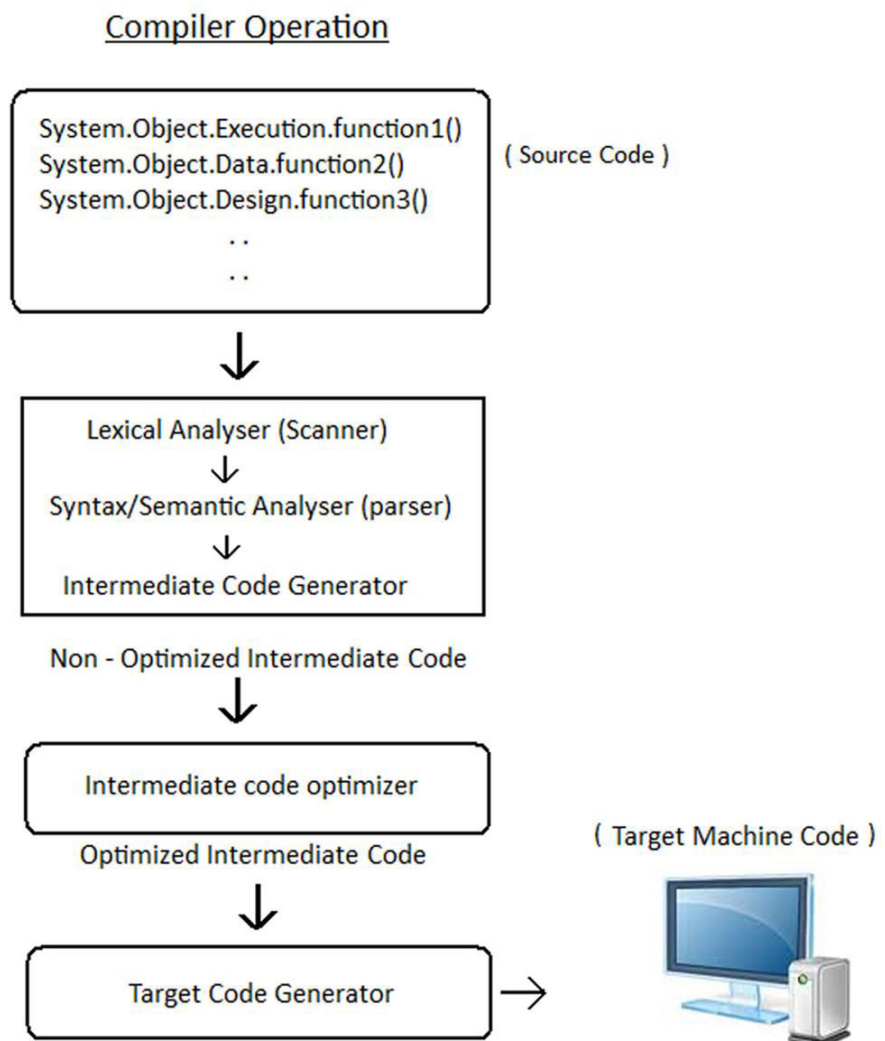 Compiler Operation
System.Object.Execution.function1()
System.Object.Data.function2()
System.Object.Design.function3()
. .
. .
( Source Code )
Lexical Analyser (Scanner)
Syntax/Semantic Analyser (parser)
Intermediate Code Generator
Non - Optimized Intermediate Code
Intermediate code optimizer
Optimized Intermediate Code
Target Code Generator
( Target Machine Code )